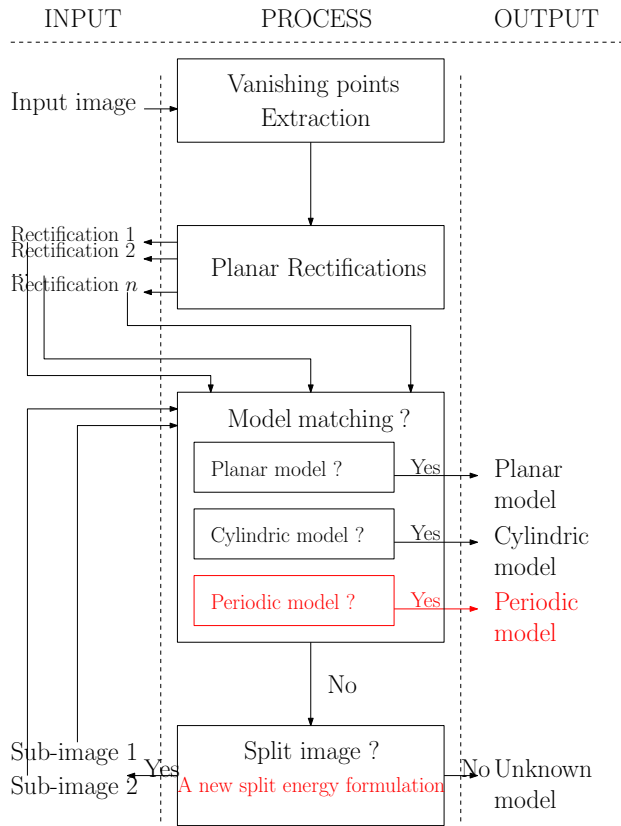 INPUT PROCESS OUTPUT
Input image
Vanishing points
Extraction
Rectification 1
Rectification 2
...
Rectification n
Planar Rectifications
Model matching ?
Planar model ?
Yes
Planar
model
Cylindric model ?
Yes
Cylindric
model
Periodic model ?
Yes
Periodic
model
No
Sub-image 1
Sub-image 2
Yes
Split image ?
A new split energy formulation
No
Unknown
model